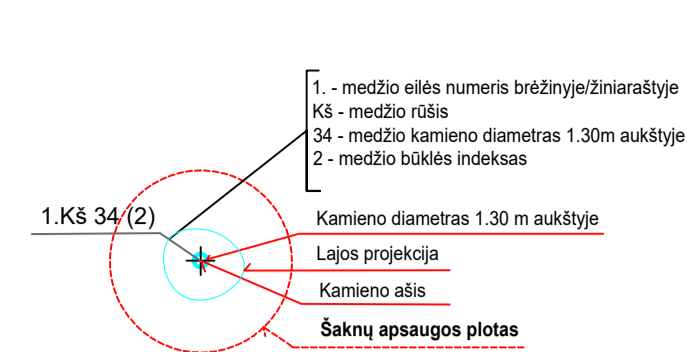 1. - medžio eilės numeris brėžinyje/žiniaraštyje
Kš - medžio rūšis
34 - medžio kamieno diametras 1.30m aukštyje
2 - medžio būklės indeksas
1.Kš 34 (2)
Kamieno diametras 1.30 m aukštyje
Lajos projekcija
Kamieno ašis
Šaknų apsaugos plotas